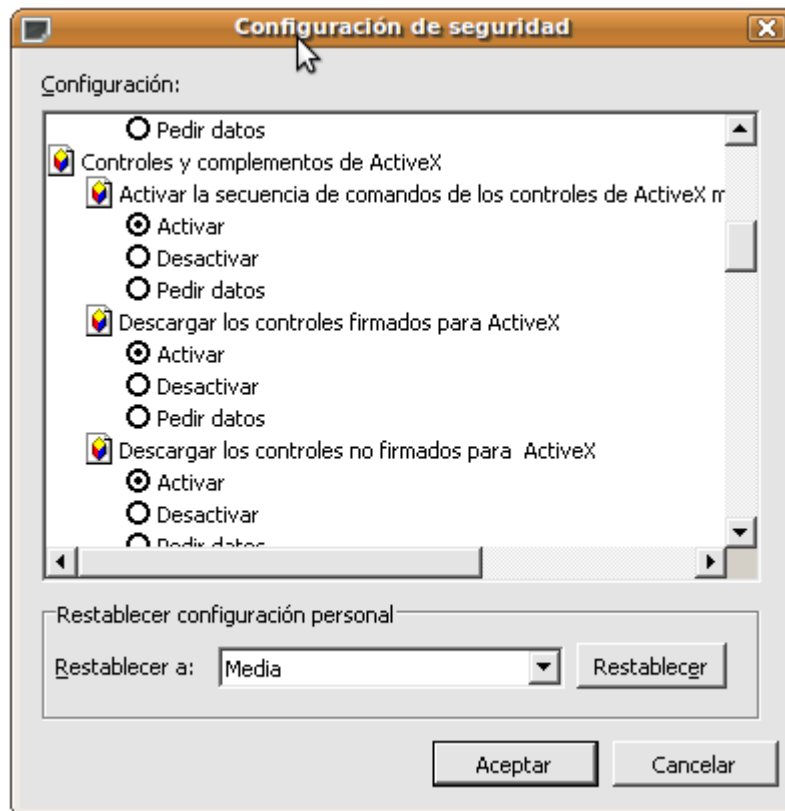 Configuración de seguridad
Configuración:
Pedir datos
Controles y complementos de ActiveX
Activar la secuencia de comandos de los controles de ActiveX m
Activar
Desactivar
Pedir datos
Descargar los controles firmados para ActiveX
Activar
Desactivar
Pedir datos
Descargar los controles no firmados para ActiveX
Activar
Desactivar
Pedir datos
Restablecer configuración personal
Restablecer a: Media Restablecer
Aceptar Cancelar